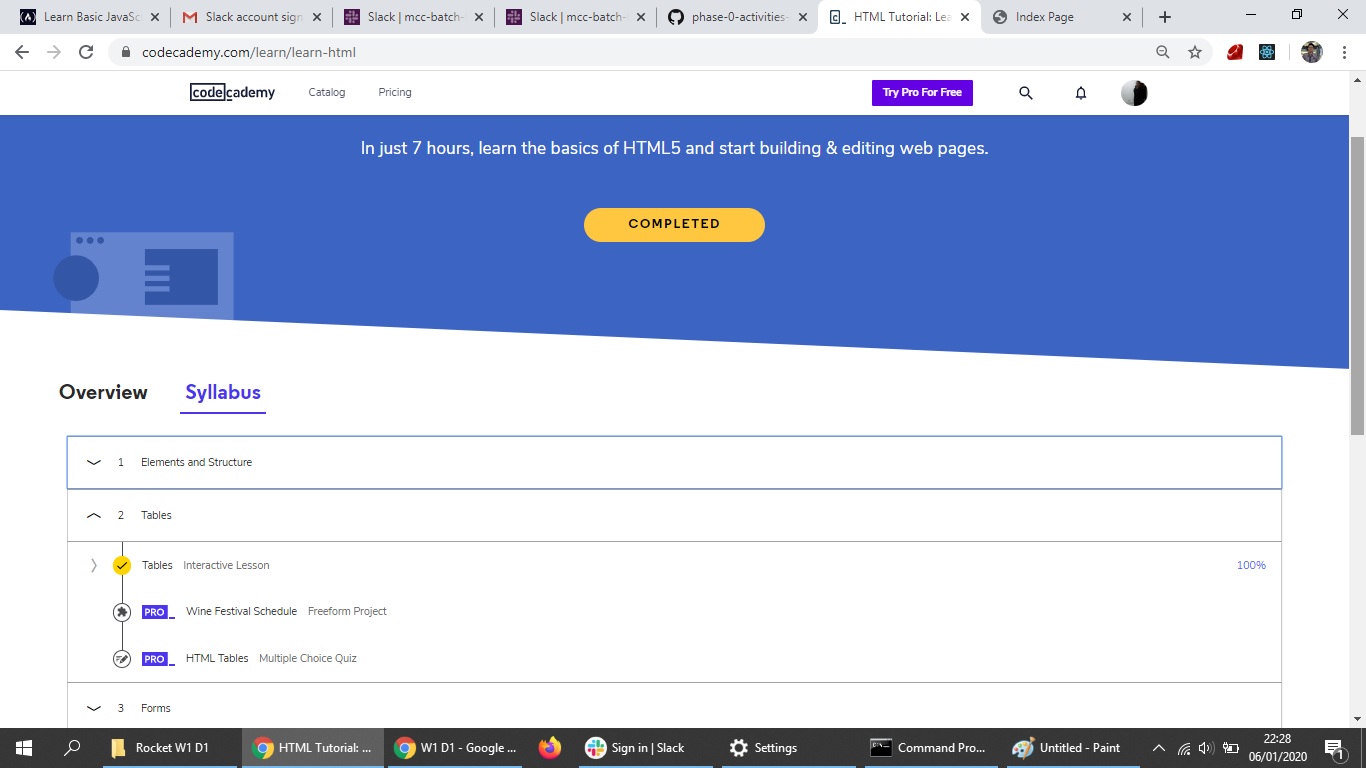 Learn Basic JavaSc
Slack account sign
Slack | mcc-batch-
Slack | mcc-batch-
phase-0-activities-
HTML Tutorial: Lea
Index Page
codecademy.com/learn/learn-html
codecademy
Catalog
Pricing
Try Pro For Free
In just 7 hours, learn the basics of HTML5 and start building & editing web pages.
COMPLETED
Overview
Syllabus
1 Elements and Structure
2 Tables
Tables Interactive Lesson 100%
PRO_ Wine Festival Schedule Freeform Project
PRO_ HTML Tables Multiple Choice Quiz
3 Forms
Rocket W1 D1
HTML Tutorial: ...
W1 D1 - Google ...
Sign in | Slack
Settings
Command Pro...
Untitled - Paint
22:28
06/01/2020
1